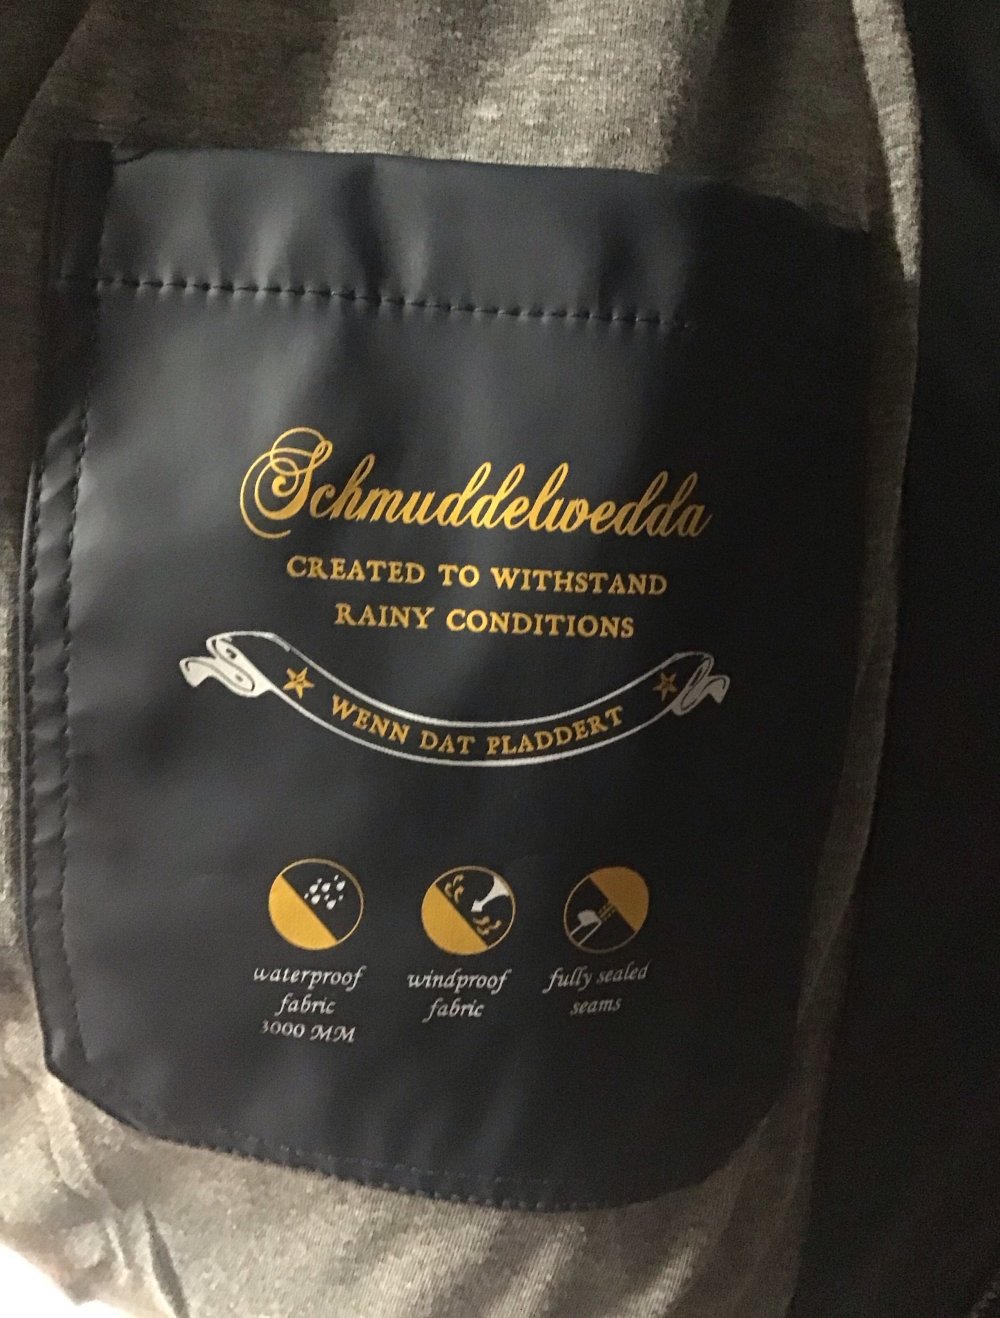 Schmuddelwedda
CREATED TO WITHSTAND
RAINY CONDITIONS
WENN DAT PLADDERT
waterproof
fabric
3000 MM
windproof
fabric
fully sealed
seams